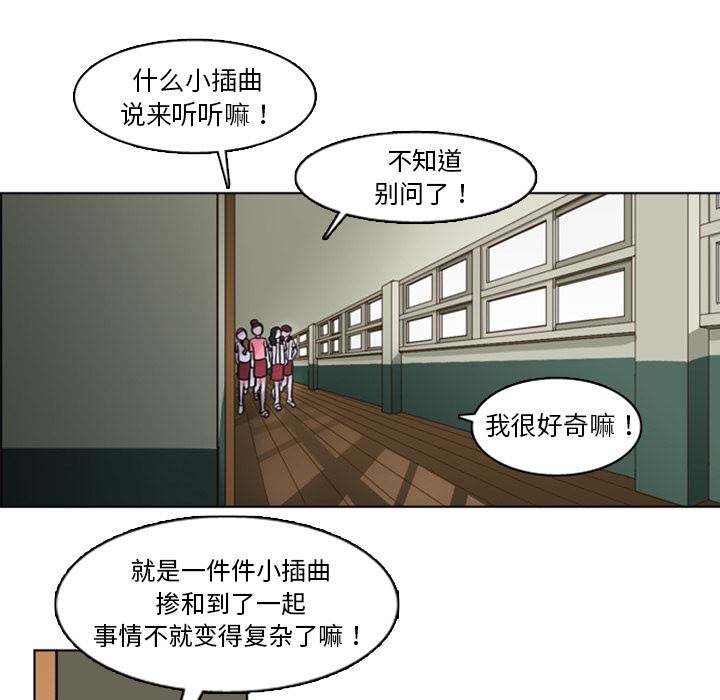 什么小插曲
说来听听嘛！
不知道
别问了！
我很好奇嘛！
就是一件件小插曲
掺和到了一起
事情不就变得复杂了嘛！